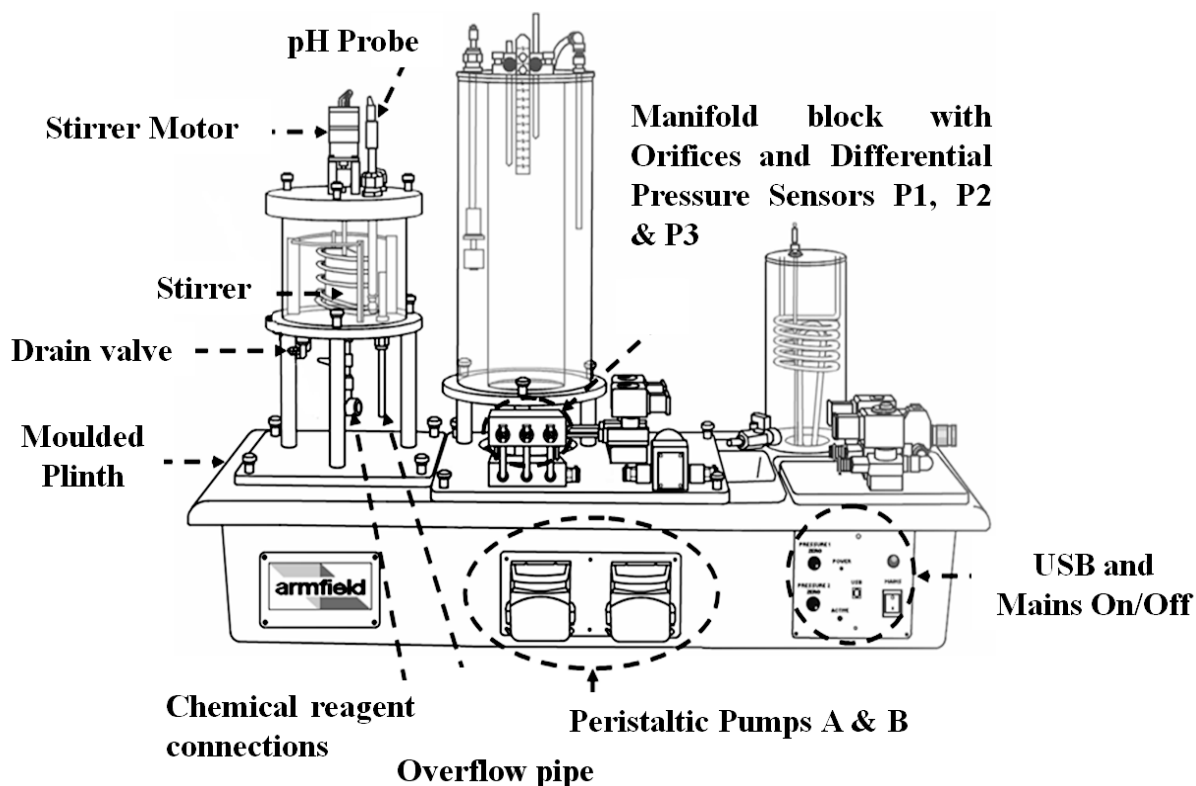 pH Probe
Stirrer Motor
Manifold block with
Orifices and Differential
Pressure Sensors P1, P2
& P3
Stirrer
Drain valve
Moulded
Plinth
PRESSURE 1
ZERO
POWER
USB
MAINS
PRESSURE 2
ZERO
ACTIVE
armfield
USB and
Mains On/Off
Chemical reagent
connections
Peristaltic Pumps A & B
Overflow pipe